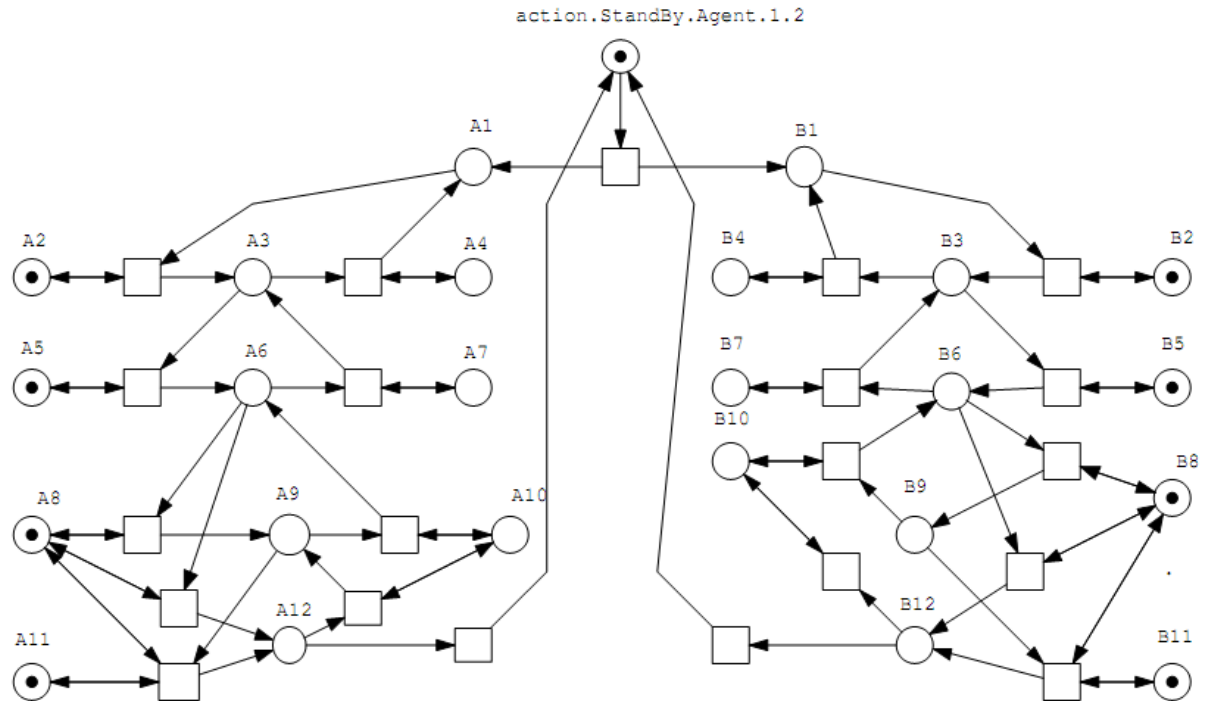 action.StandBy.Agent.1.2
A1
B1
A2
A3
A4
B4
B3
B2
A5
A6
A7
B7
B6
B5
B10
A8
A9
A10
B9
B8
.
A11
A12
B12
B11